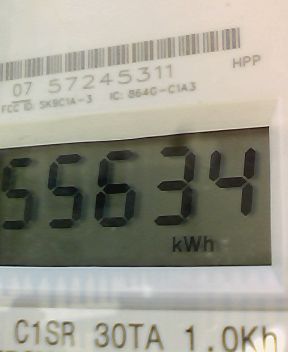 07 57245311
HPP
FCC ID: SK9C1A-3 IC: 864G-C1A3
55634
kWh
C1SR 30TA 1.0Kh